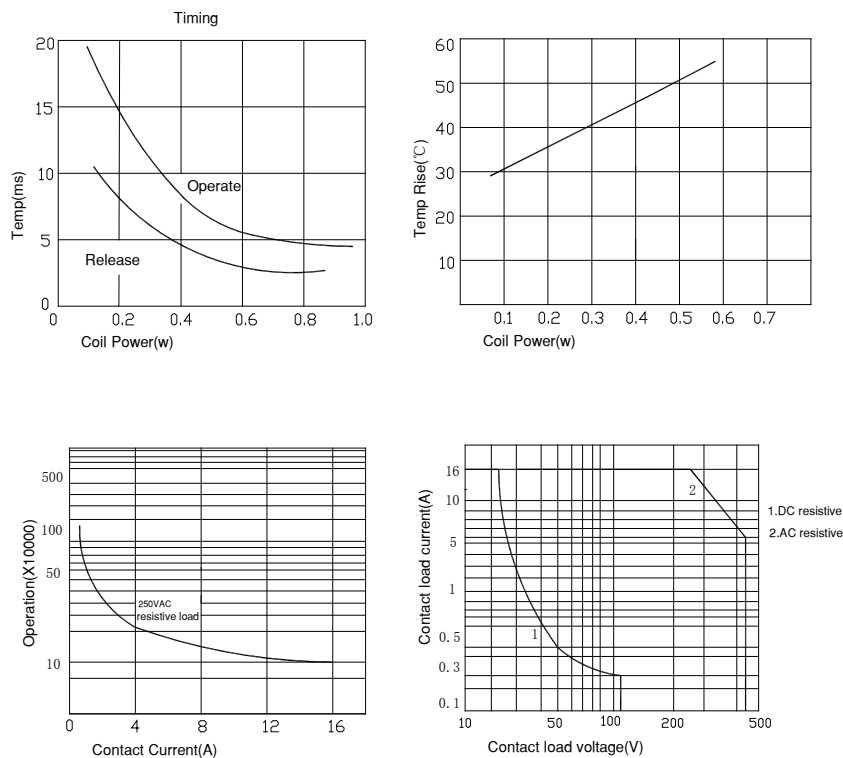 Timing
20
15
10
5
0
Temp(ms)
Operate
Release
0 0.2 0.4 0.6 0.8 1.0
Coil Power(w)
60
50
40
30
20
10
Temp Rise(℃)
0.1 0.2 0.3 0.4 0.5 0.6 0.7
Coil Power(w)
500
100
50
10
Operation(X10000)
250VAC
resistive load
0 4 8 12 16
Contact Current(A)
16
10
5
1
0.5
0.3
0.1
Contact load current(A)
2
1
1.DC resistive
2.AC resistive
10 50 100 200 500
Contact load voltage(V)